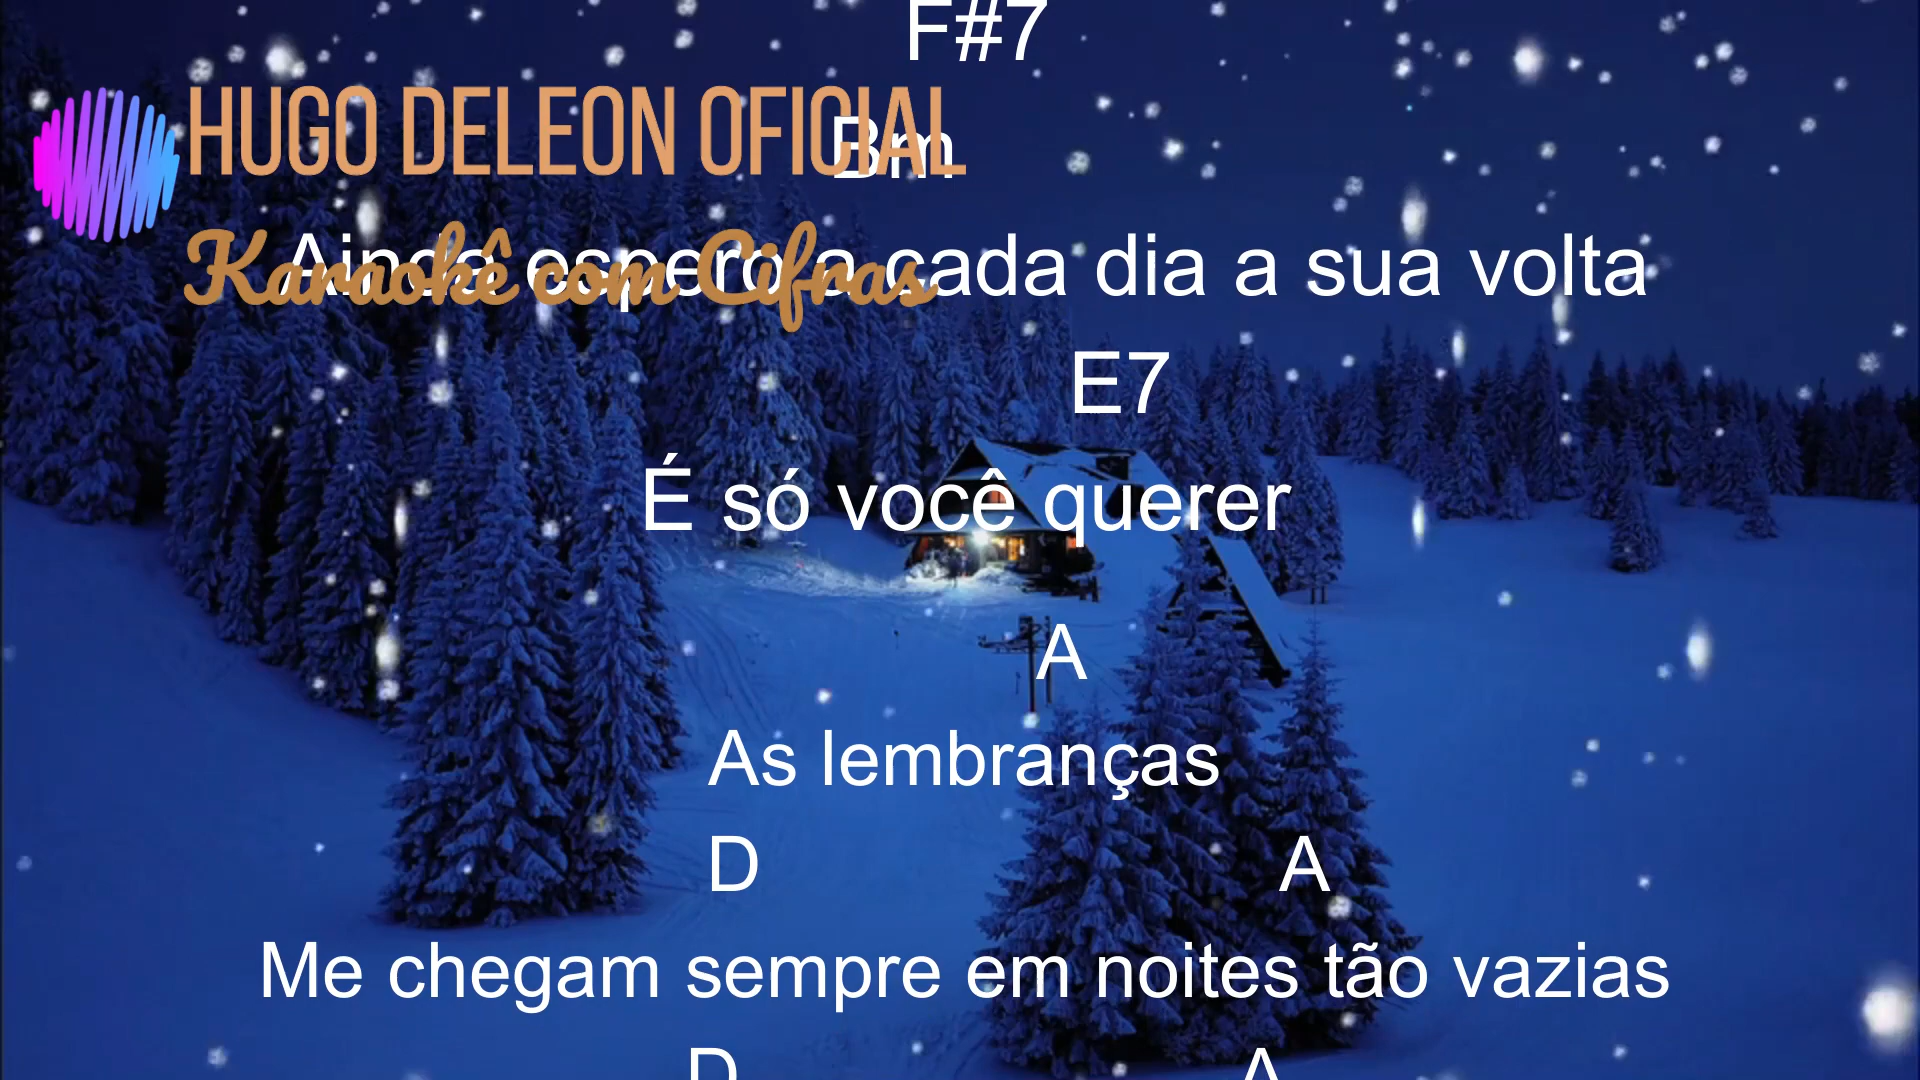 F#7
HUGO DELEON OFICIAL
Bm
Karaokê com Cifras
Ainda espero a cada dia a sua volta
E7
É só você querer
A
As lembranças
D A
Me chegam sempre em noites tão vazias
D A